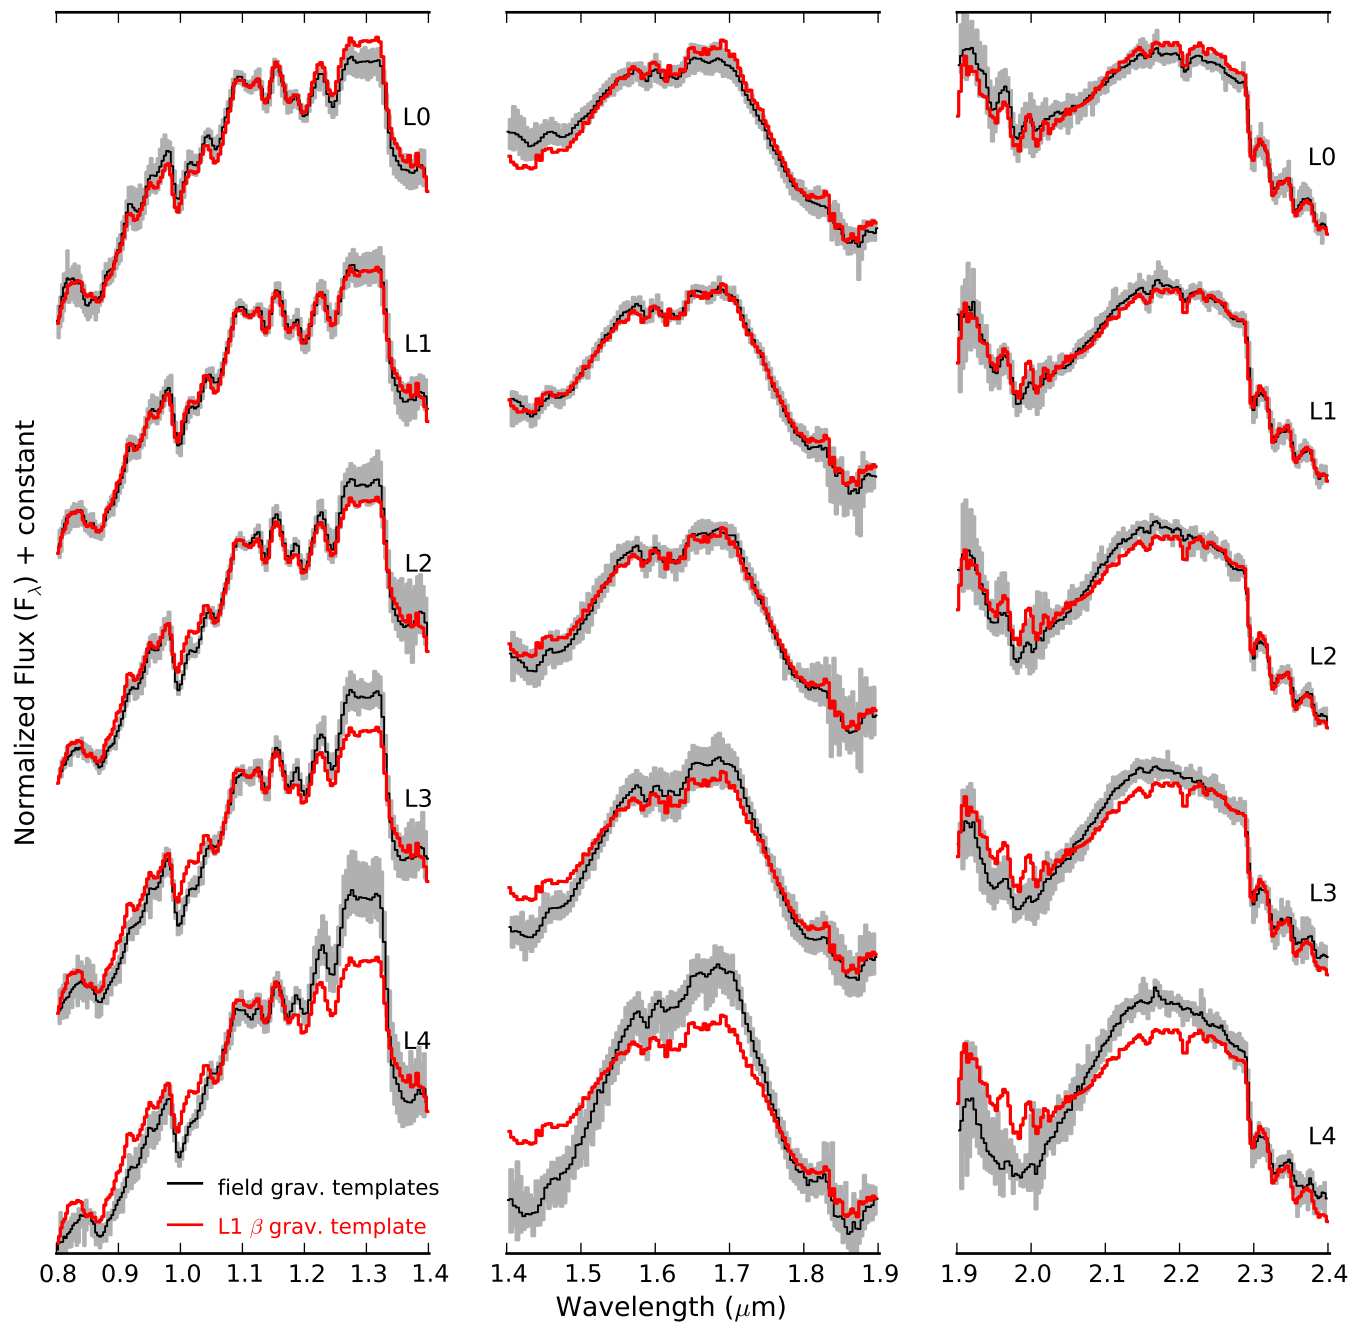 L0
L0
L1
L1
L2
L2
L3
L3
L4
L4
Normalized Flux (Fλ) + constant
field grav. templates
L1 β grav. template
0.8 0.9 1.0 1.1 1.2 1.3 1.4
1.4 1.5 1.6 1.7 1.8 1.9
1.9 2.0 2.1 2.2 2.3 2.4
Wavelength (μm)